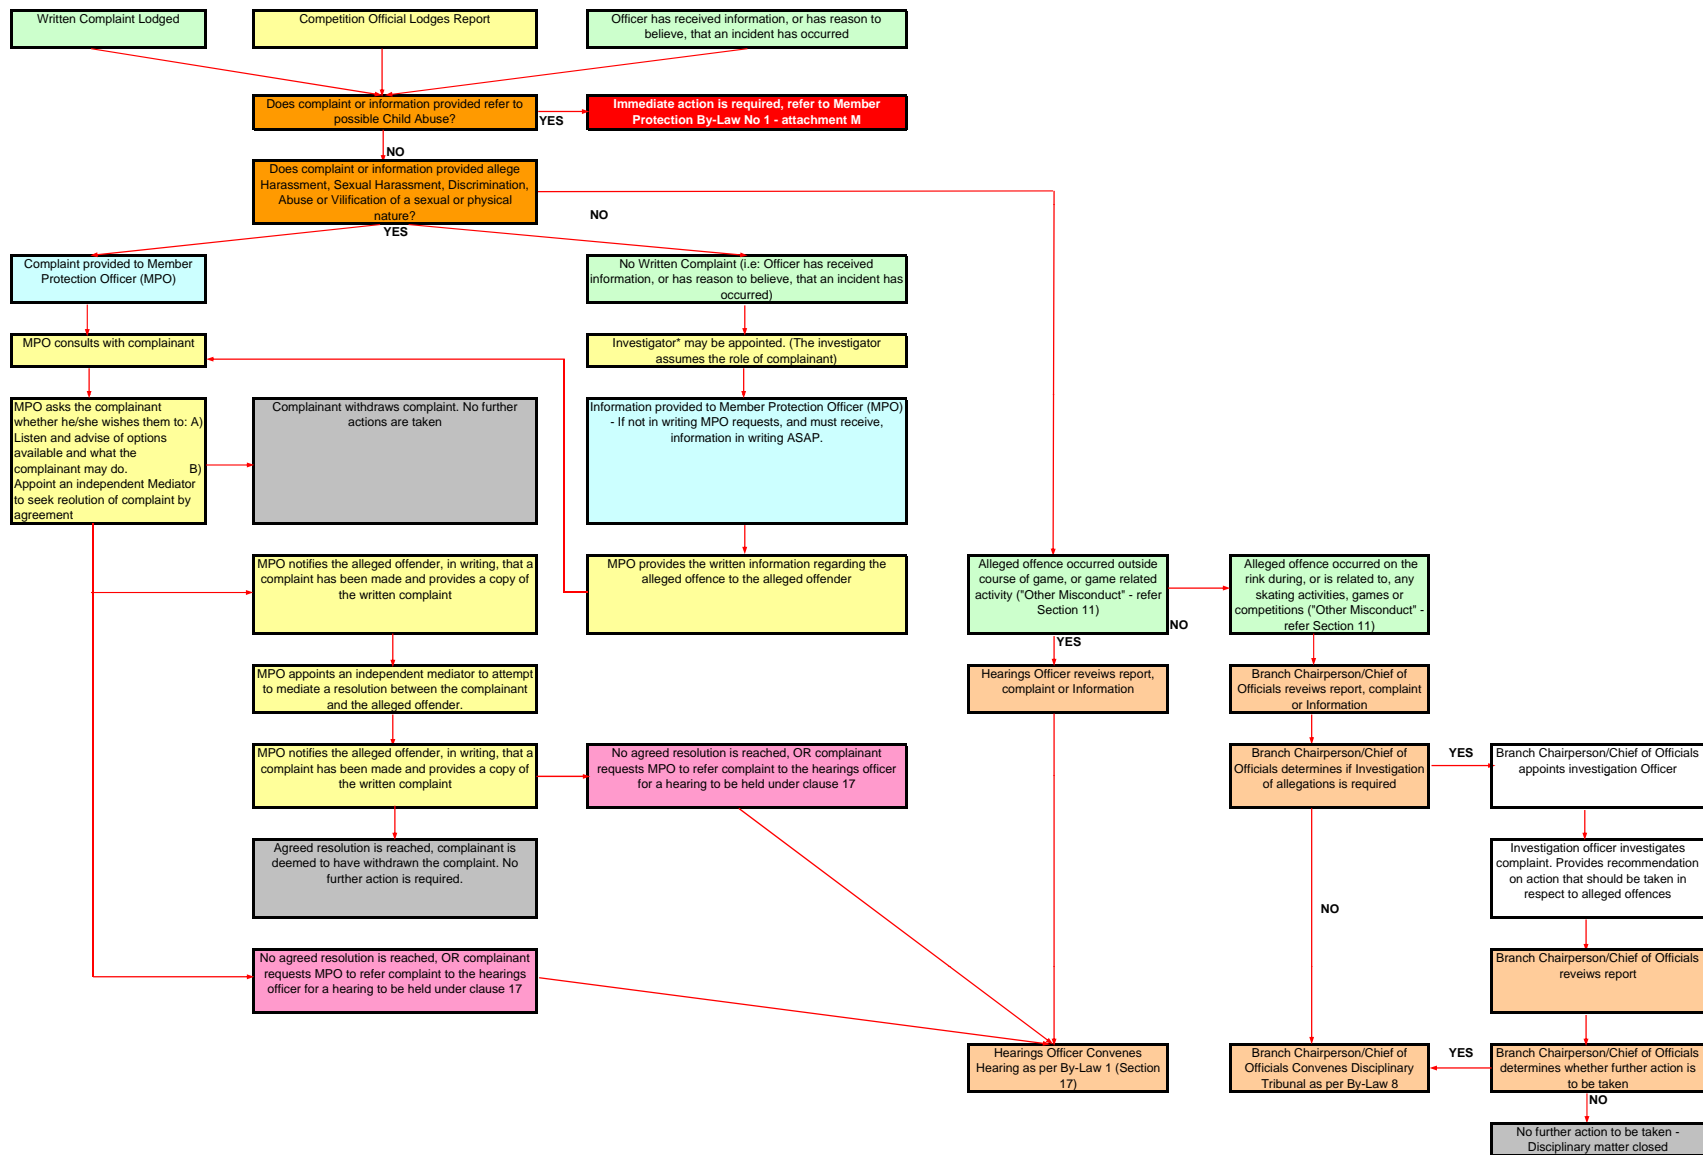 Written Complaint Lodged
Competition Official Lodges Report
Officer has received information, or has reason to
believe, that an incident has occurred
Does complaint or information provided refer to
possible Child Abuse?
YES
Immediate action is required, refer to Member
Protection By-Law No 1 - attachment M
NO
Does complaint or information provided allege
Harassment, Sexual Harassment, Discrimination,
Abuse or Vilification of a sexual or physical
nature?
NO
YES
Complaint provided to Member
Protection Officer (MPO)
No Written Complaint (i.e: Officer has received
information, or has reason to believe, that an incident has
occurred)
MPO consults with complainant
Investigator* may be appointed. (The investigator
assumes the role of complainant)
MPO asks the complainant
whether he/she wishes them to: A)
Listen and advise of options
available and what the
complainant may do. B)
Appoint an independent Mediator
to seek reolution of complaint by
agreement
Complainant withdraws complaint. No further
actions are taken
Information provided to Member Protection Officer (MPO)
- If not in writing MPO requests, and must receive,
information in writing ASAP.
MPO notifies the alleged offender, in writing, that a
complaint has been made and provides a copy of
the written complaint
MPO provides the written information regarding the
alleged offence to the alleged offender
Alleged offence occurred outside
course of game, or game related
activity ("Other Misconduct" - refer
Section 11)
NO
Alleged offence occurred on the
rink during, or is related to, any
skating activities, games or
competitions ("Other Misconduct" -
refer Section 11)
YES
MPO appoints an independent mediator to attempt
to mediate a resolution between the complainant
and the alleged offender.
Hearings Officer reveiws report,
complaint or Information
Branch Chairperson/Chief of
Officials reveiws report, complaint
or Information
MPO notifies the alleged offender, in writing, that a
complaint has been made and provides a copy of
the written complaint
No agreed resolution is reached, OR complainant
requests MPO to refer complaint to the hearings officer
for a hearing to be held under clause 17
Branch Chairperson/Chief of
Officials determines if Investigation
of allegations is required
YES
Branch Chairperson/Chief of Officials
appoints investigation Officer
Agreed resolution is reached, complainant is
deemed to have withdrawn the complaint. No
further action is required.
Investigation officer investigates
complaint. Provides recommendation
on action that should be taken in
respect to alleged offences
NO
No agreed resolution is reached, OR complainant
requests MPO to refer complaint to the hearings
officer for a hearing to be held under clause 17
Branch Chairperson/Chief of Officials
reveiws report
Hearings Officer Convenes
Hearing as per By-Law 1 (Section
17)
Branch Chairperson/Chief of
Officials Convenes Disciplinary
Tribunal as per By-Law 8
YES
Branch Chairperson/Chief of Officials
determines whether further action is
to be taken
NO
No further action to be taken -
Disciplinary matter closed